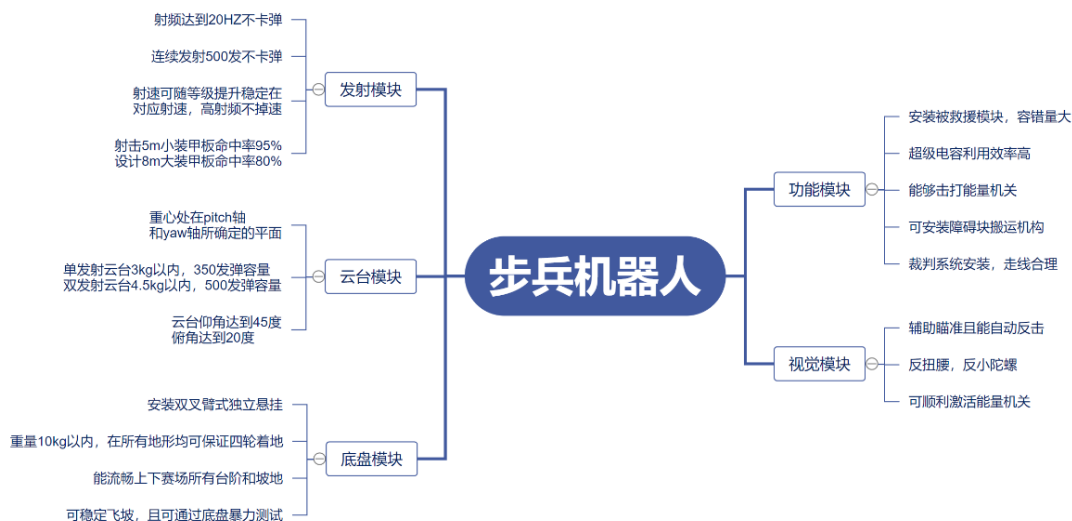 步兵机器人
发射模块
射频达到20HZ不卡弹
连续发射500发不卡弹
射速可随等级提升稳定在
对应射速，高射频不掉速
射击5m小装甲板命中率95%
设计8m大装甲板命中率80%
云台模块
重心处在pitch轴
和yaw轴所确定的平面
单发射云台3kg以内，350发弹容量
双发射云台4.5kg以内，500发弹容量
云台仰角达到45度
俯角达到20度
底盘模块
安装双叉臂式独立悬挂
重量10kg以内，在所有地形均可保证四轮着地
能流畅上下赛场所有台阶和坡地
可稳定飞坡，且可通过底盘暴力测试
功能模块
安装被救援模块，容错量大
超级电容利用效率高
能够击打能量机关
可安装障碍块搬运机构
裁判系统安装，走线合理
视觉模块
辅助瞄准且能自动反击
反扭腰，反小陀螺
可顺利激活能量机关